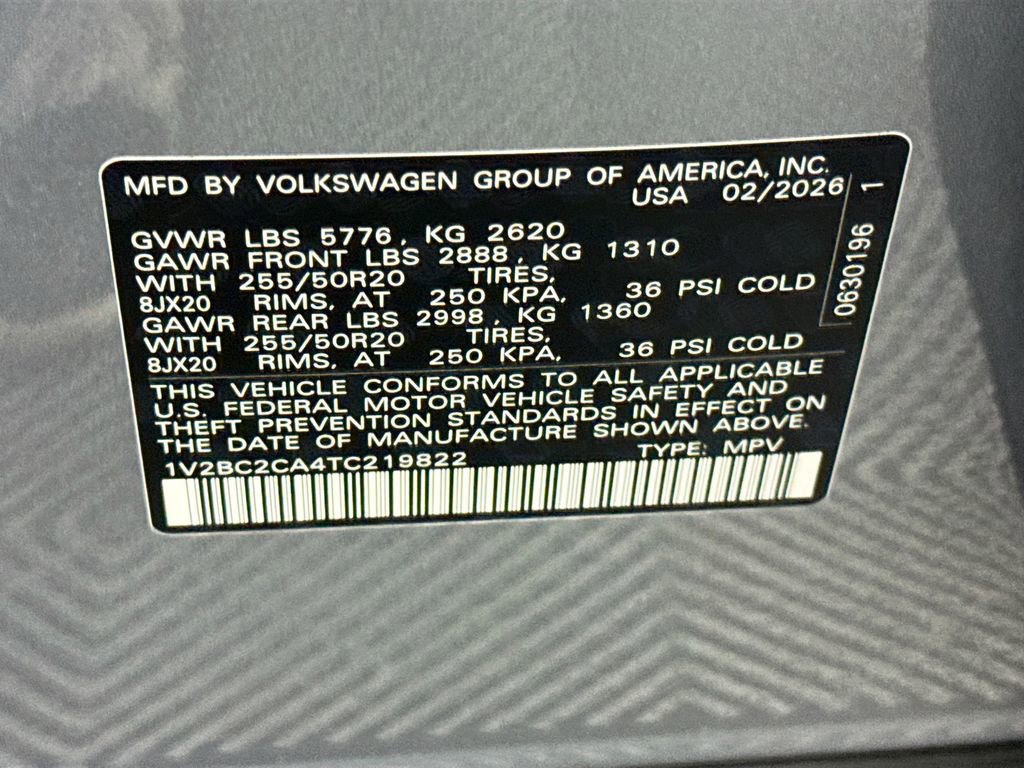 MFD BY VOLKSWAGEN GROUP OF AMERICA, INC.
USA 02/2026
GVWR LBS 5776, KG 2620
GAWR FRONT LBS 2888, KG 1310
WITH 255/50R20 TIRES,
8JX20 RIMS, AT 250 KPA, 36 PSI COLD
GAWR REAR LBS 2998, KG 1360
WITH 255/50R20 TIRES,
8JX20 RIMS, AT 250 KPA, 36 PSI COLD
THIS VEHICLE CONFORMS TO ALL APPLICABLE
U.S. FEDERAL MOTOR VEHICLE SAFETY AND
THEFT PREVENTION STANDARDS IN EFFECT ON
THE DATE OF MANUFACTURE SHOWN ABOVE.
1V2BC2CA4TC219822 TYPE: MPV
0630196 1